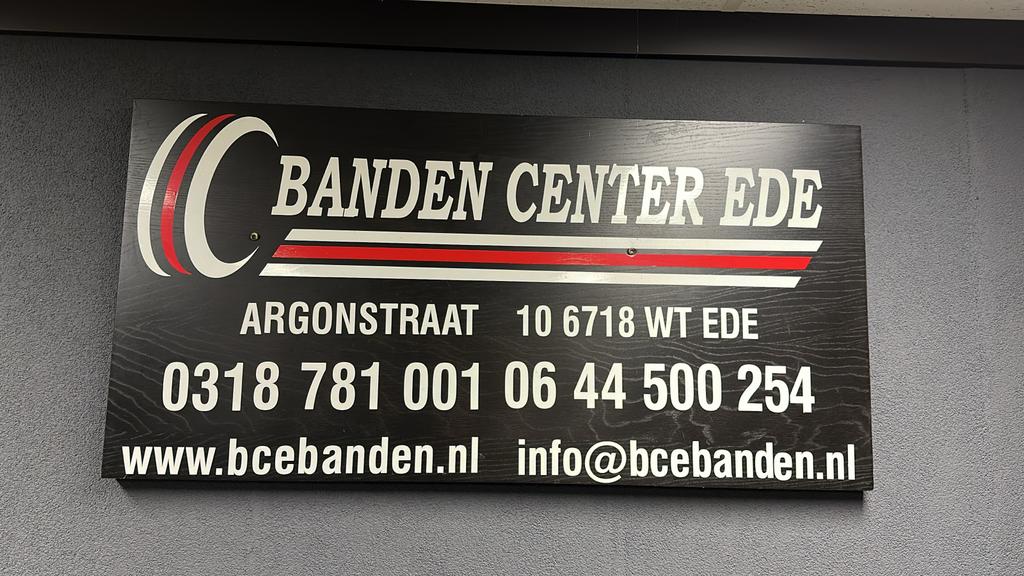 BANDEN CENTER EDE
ARGONSTRAAT 10 6718 WT EDE
0318 781 001 06 44 500 254
www.bcebanden.nl info@bcebanden.nl